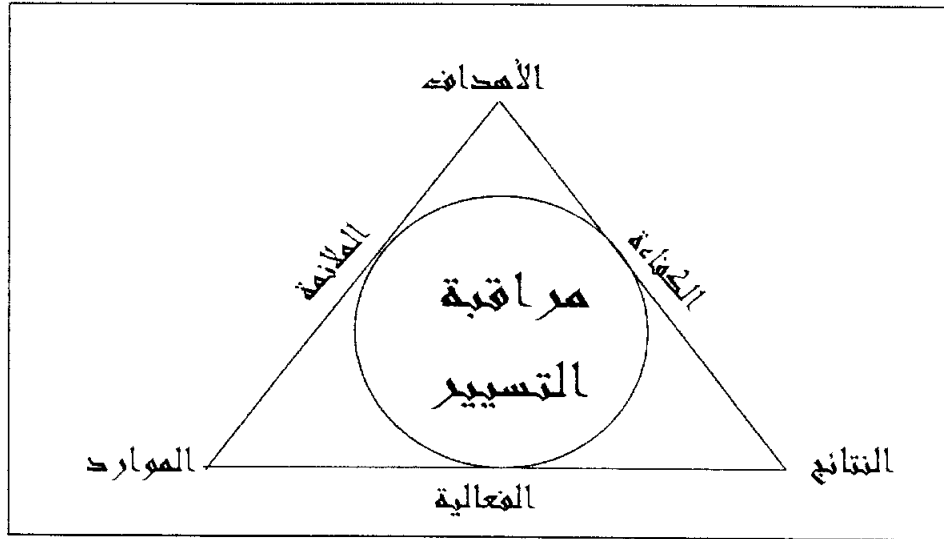 الأهداف
الملائمة
الكفاءة
مراقبة
التسيير
الموارد
النتائج
الفعالية